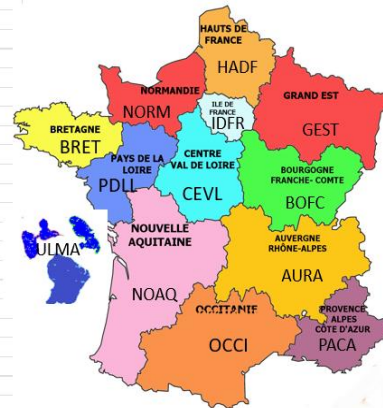 HAUTS DE
FRANCE
HADF
NORMANDIE
NORM
ILE DE
FRANCE
IDFR
GRAND EST
GEST
BRETAGNE
BRET
PAYS DE LA
LOIRE
PDLL
CENTRE
VAL DE LOIRE
CEVL
BOURGOGNE
FRANCHE- COMTE
BOFC
ULMA
NOUVELLE
AQUITAINE
NOAQ
AUVERGNE
RHÔNE-ALPES
AURA
OCCITANIE
OCCI
PROVENCE
ALPES
CÔTE D'AZUR
PACA